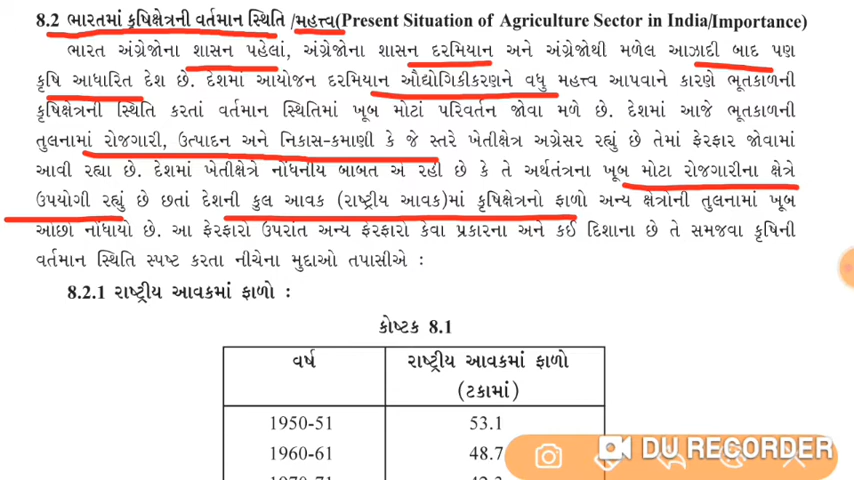 8.2 ભારતમાં કૃષિક્ષેત્રની વર્તમાન સ્થિતિ/મહત્ત્વ(Present Situation of Agriculture Sector in India/Importance)
ભારત અંગ્રેજોના શાસન પહેલાં, અંગ્રેજોના શાસન દરમિયાન અને અંગ્રેજોથી મળેલ આઝાદી બાદ પણ
કૃષિ આધારિત દેશ છે. દેશમાં આયોજન દરમિયાન ઔદ્યોગિકીકરણને વધુ મહત્ત્વ આપવાને કારણે ભૂતકાળની
કૃષિક્ષેત્રની સ્થિતિ કરતાં વર્તમાન સ્થિતિમાં ખૂબ મોટાં પરિવર્તન જોવા મળે છે. દેશમાં આજે ભૂતકાળની
તુલનામાં રોજગારી, ઉત્પાદન અને નિકાસ-કમાણી કે જે સ્તરે ખેતીક્ષેત્ર અગ્રેસર રહ્યું છે તેમાં ફેરફાર જોવામાં
આવી રહ્યા છે. દેશમાં ખેતીક્ષેત્રે નોંધનીય બાબત એ રહી છે કે તે અર્થતંત્રના ખૂબ મોટા રોજગારીના ક્ષેત્રે
ઉપયોગી રહ્યું છે છતાં દેશની કુલ આવક (રાષ્ટ્રીય આવક)માં કૃષિક્ષેત્રનો ફાળો અન્ય ક્ષેત્રોની તુલનામાં ખૂબ
ઓછો નોંધાયો છે. આ ફેરફારો ઉપરાંત અન્ય ફેરફારો કેવા પ્રકારના અને કઈ દિશાના છે તે સમજવા કૃષિની
વર્તમાન સ્થિતિ સ્પષ્ટ કરતા નીચેના મુદાઓ તપાસીએ :
8.2.1 રાષ્ટ્રીય આવકમાં ફાળો :
કોષ્ટક 8.1
વર્ષ રાષ્ટ્રીય આવકમાં ફાળો
(ટકામાં)
1950-51 53.1
1960-61 48.7
1970-71 42.3
DU RECORDER